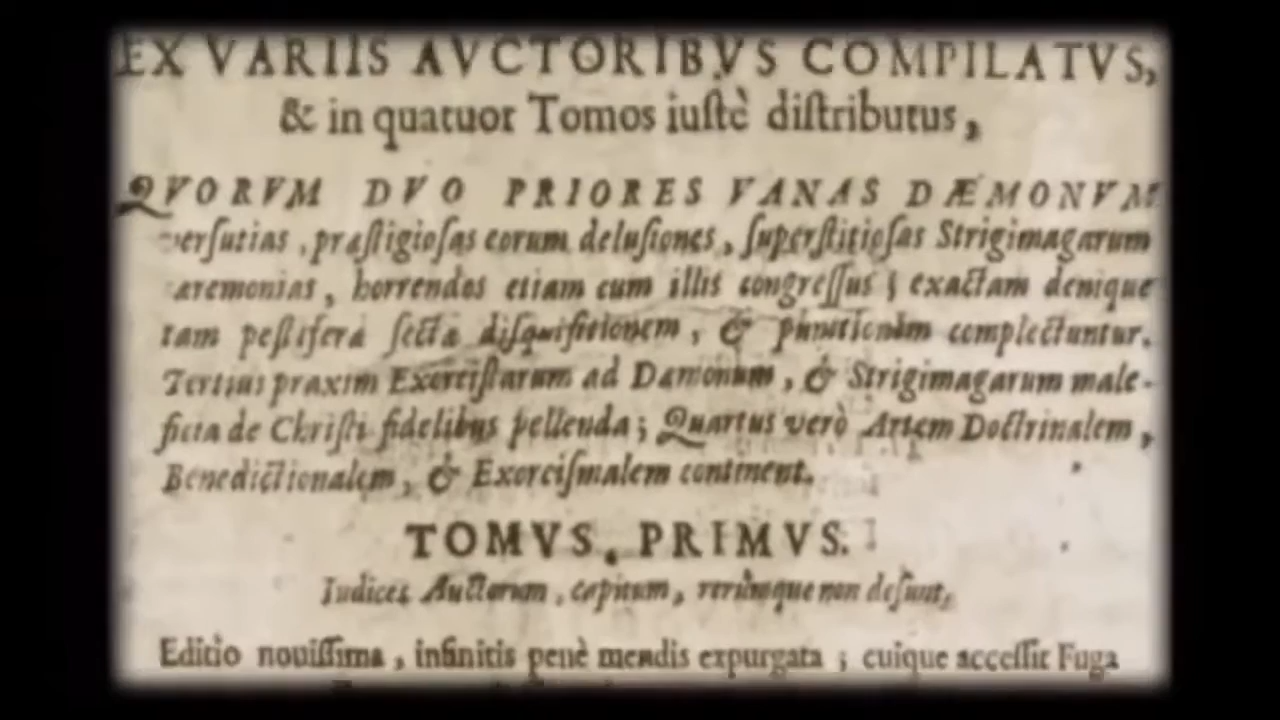 EX VARIIS AVCTORIBVS COMPILATVS,
& in quatuor Tomos iuſtè diſtributus,
QVORVM DVO PRIORES VANAS DÆMONVM
verſutias, præſtigioſas eorum deluſiones, ſuperſtitioſas Strigimagarum
cæremonias, horrendos etiam cum illis congreſſus; exactam denique
tam peſtiferæ ſectæ diſquiſitionem, & punitionem complectuntur.
Tertius praxim Exorciſtarum ad Dæmonum, & Strigimagarum male-
ficia de Chriſti fidelibus pellenda; Quartus verò Artem Doctrinalem,
Benedictionalem, & Exorciſmalem continent.
TOMVS. PRIMVS.
Indices Auctorum, capitum, rerúmque non deſunt,
Editio nouiſſima, infinitis penè mendis expurgata; cuique acceſſit Fuga